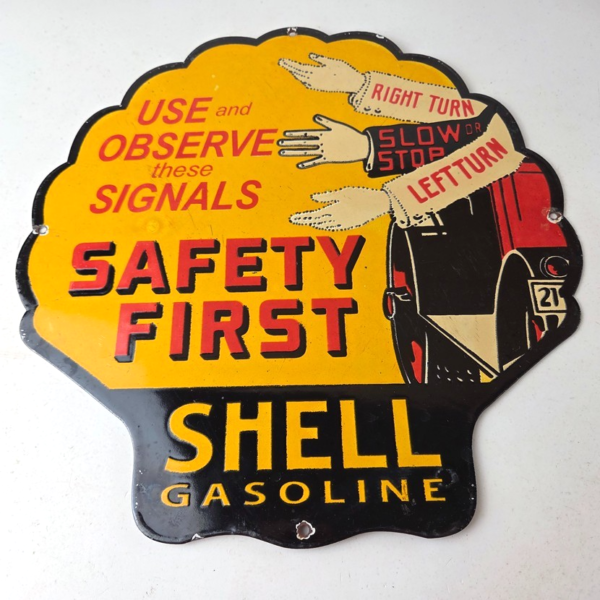 USE and
OBSERVE
these
SIGNALS
SAFETY
FIRST
RIGHT TURN
SLOW OR
STOP
LEFT TURN
21
SHELL
GASOLINE